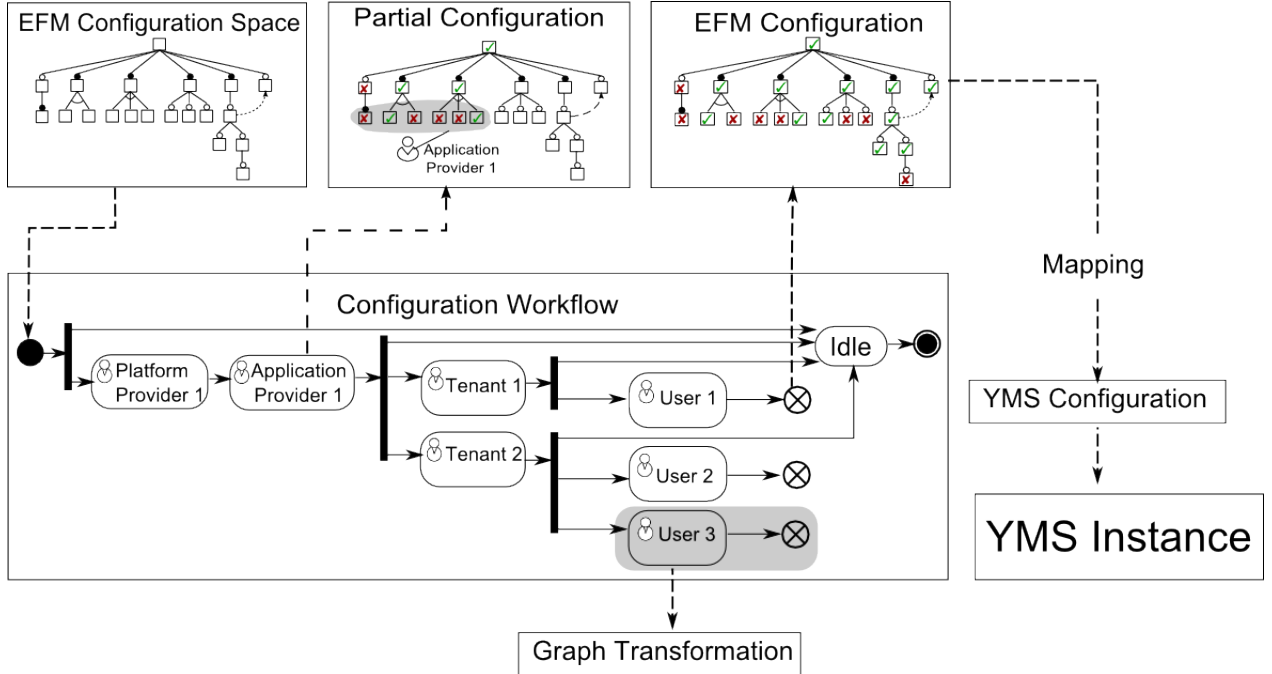 EFM Configuration Space
Partial Configuration
EFM Configuration
Application
Provider 1
Mapping
Configuration Workflow
Platform
Provider 1
Application
Provider 1
Tenant 1
User 1
Idle
Tenant 2
User 2
User 3
YMS Configuration
YMS Instance
Graph Transformation